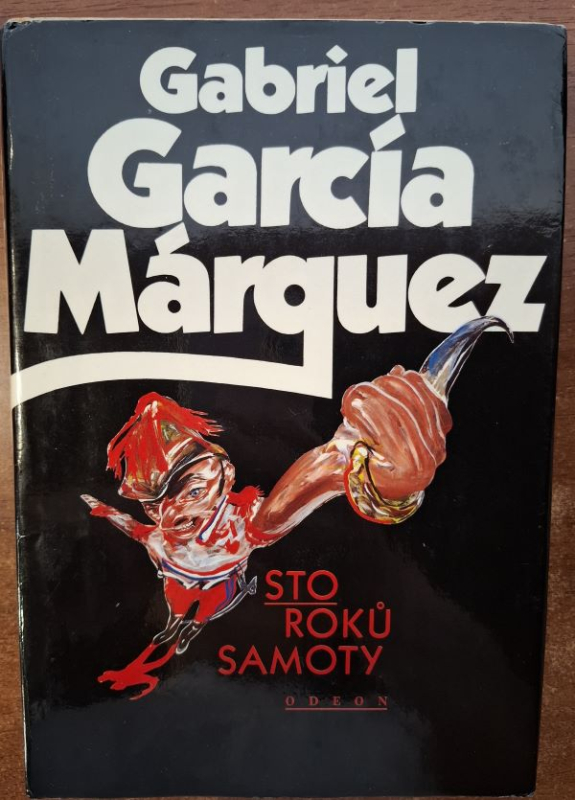 Gabriel
García
Márquez
STO
ROKŮ
SAMOTY
ODEON